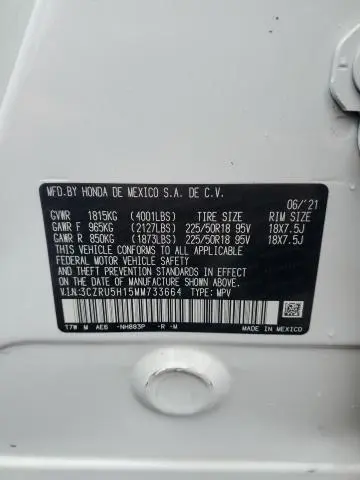 MFD.BY HONDA DE MEXICO S.A. DE C.V.
06/'21
GVWR 1815KG (4001LBS) TIRE SIZE RIM SIZE
GAWR F 965KG (2127LBS) 225/50R18 95V 18X7.5J
GAWR R 850KG (1873LBS) 225/50R18 95V 18X7.5J
THIS VEHICLE CONFORMS TO ALL APPLICABLE
FEDERAL MOTOR VEHICLE SAFETY AND THEFT
PREVENTION STANDARDS IN EFFECT ON THE
DATE OF MANUFACTURE SHOWN ABOVE.
V.I.N.:3CZRU5H15MM733664 TYPE: MPV
T7W M AE6 -NH883P -R -M MADE IN MEXICO